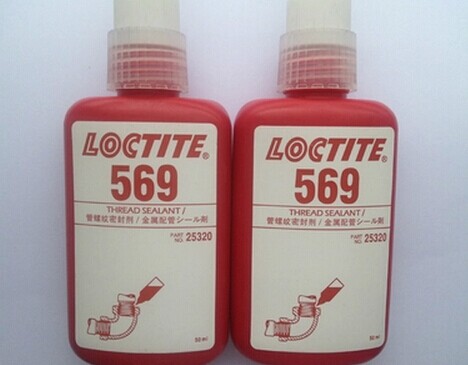 LOCTITE®
569
THREAD SEALANT /
管螺紋密封剂 / 金属配管シール剤
PART NO. 25320
50 ml
LOCTITE®
569
THREAD SEALANT /
管螺紋密封剂 / 金属配管シール剤
PART NO. 25320
50 ml